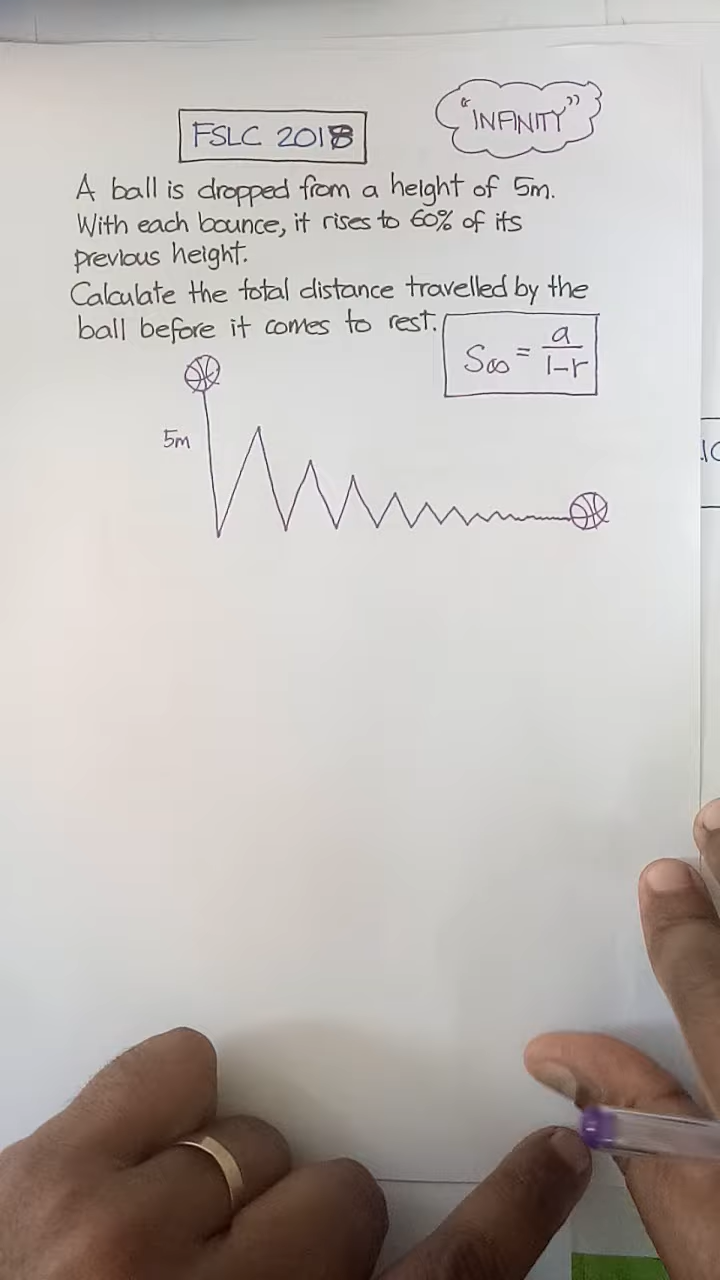 FSLC 2018
"INFINITY"
A ball is dropped from a height of 5m.
With each bounce, it rises to 60% of its
previous height.
Calculate the total distance travelled by the
ball before it comes to rest.
S∞ = a/1-r
5m